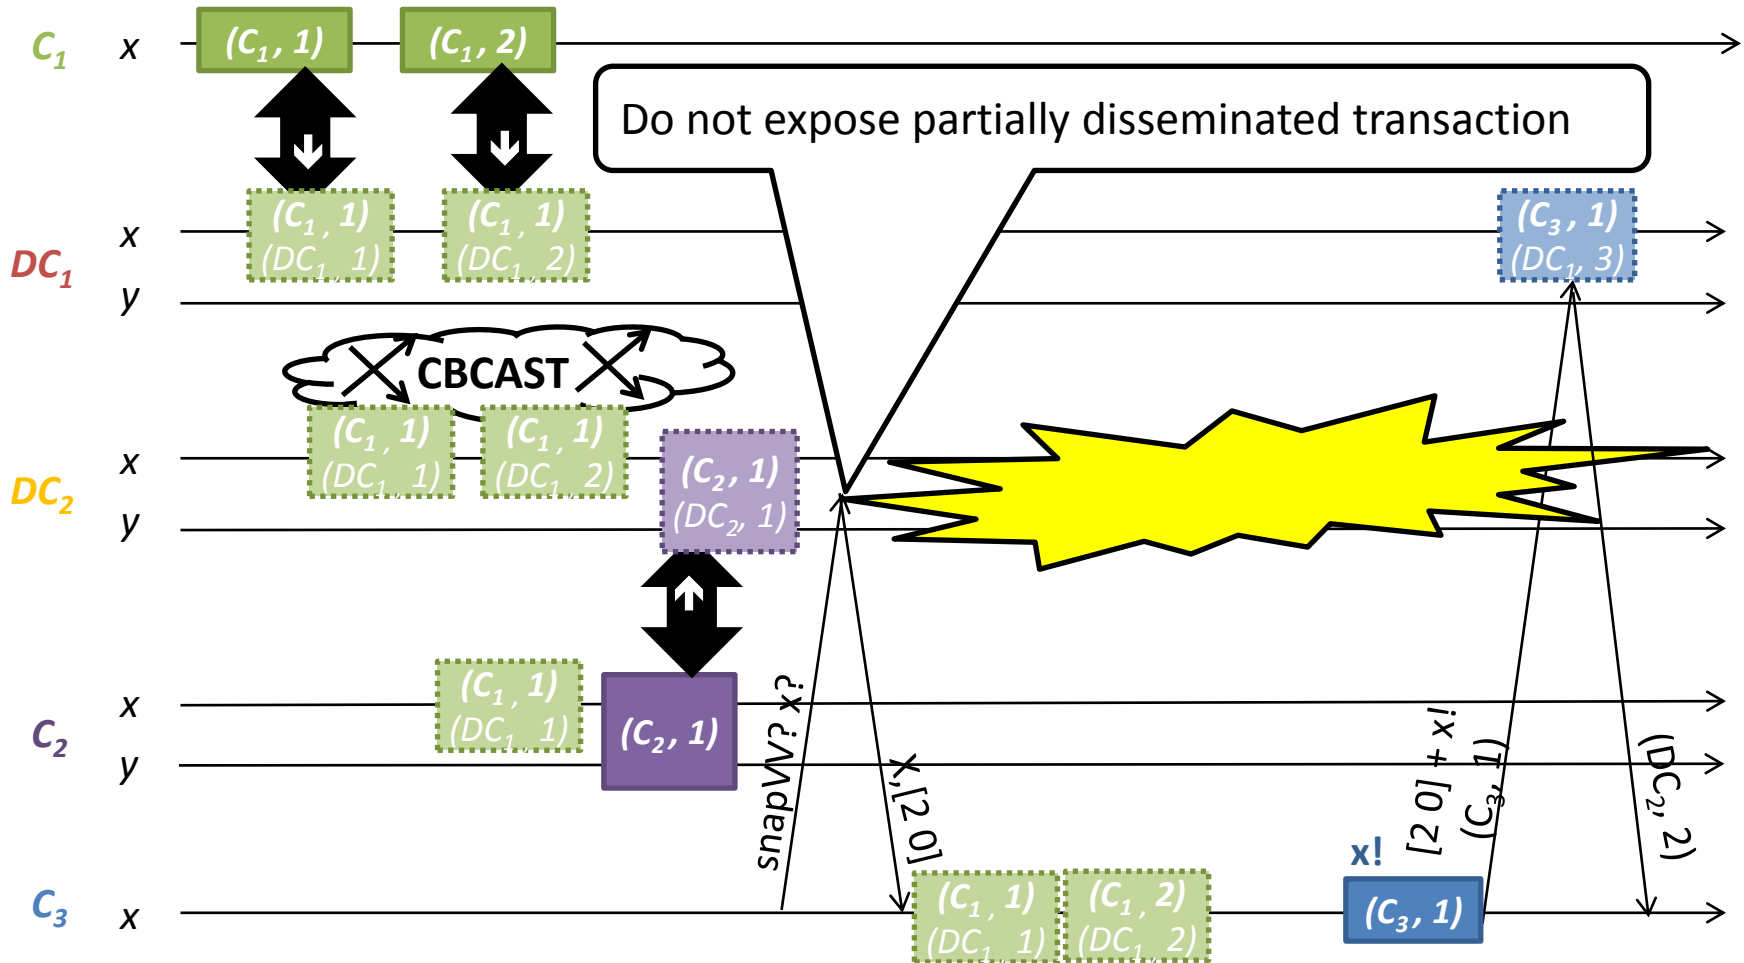 C1 x (C1, 1) (C1, 2)
Do not expose partially disseminated transaction
(C1, 1) (C1, 1) (C3, 1)
x
(DC1, 1) (DC1, 2) (DC1, 3)
DC1
y
CBCAST
(C1, 1) (C1, 1)
x (C2, 1)
(DC1, 1) (DC1, 2)
DC2
y (DC2, 1)
(C1, 1)
x
(DC1, 1) (C2, 1)
C2
y
snapVV? x?
x,[2 0]
[2 0] + x!
(C3, 1)
(DC2, 2)
x!
(C1, 1) (C1, 2)
C3 x (C3, 1)
(DC1, 1) (DC1, 2)